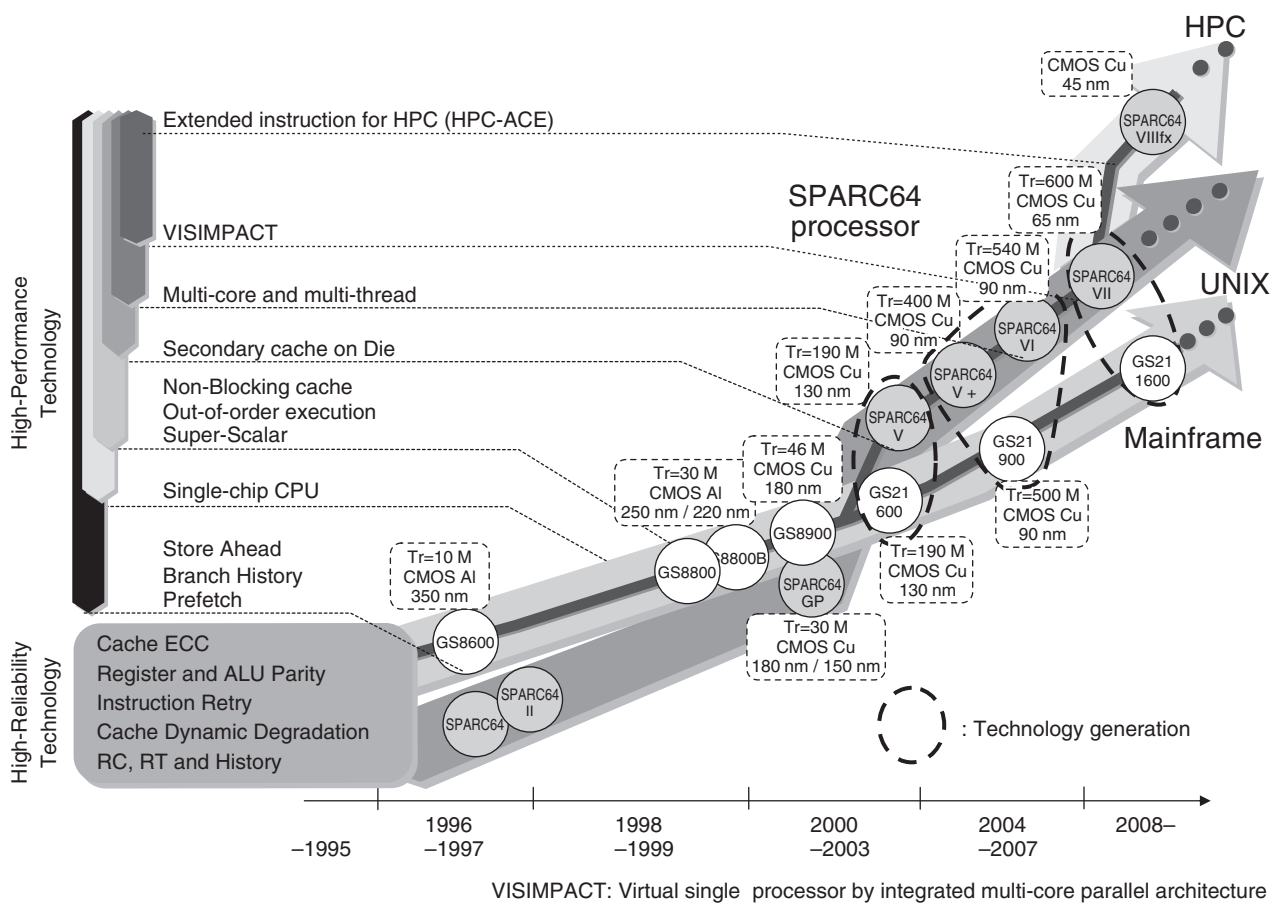 HPC
CMOS Cu
45 nm
SPARC64
VIIIfx
Extended instruction for HPC (HPC-ACE)
Tr=600 M
CMOS Cu
65 nm
SPARC64
processor
VISIMPACT
Tr=540 M
CMOS Cu
90 nm
SPARC64
VII
UNIX
Multi-core and multi-thread
Tr=400 M
CMOS Cu
90 nm
SPARC64
VI
Secondary cache on Die
Tr=190 M
CMOS Cu
130 nm
SPARC64
V +
GS21
1600
High-Performance
Technology
Non-Blocking cache
Out-of-order execution
Super-Scalar
SPARC64
V
Mainframe
Tr=46 M
CMOS Cu
180 nm
GS21
900
Tr=30 M
CMOS Al
250 nm / 220 nm
Single-chip CPU
GS21
600
Tr=500 M
CMOS Cu
90 nm
GS8900
Store Ahead
Branch History
Prefetch
Tr=10 M
CMOS Al
350 nm
GS8800
S8800B
SPARC64
GP
Tr=190 M
CMOS Cu
130 nm
GS8600
Tr=30 M
CMOS Cu
180 nm / 150 nm
High-Reliability
Technology
Cache ECC
Register and ALU Parity
Instruction Retry
Cache Dynamic Degradation
RC, RT and History
SPARC64
SPARC64
II
: Technology generation
–1995
1996
–1997
1998
–1999
2000
–2003
2004
–2007
2008–
VISIMPACT: Virtual single processor by integrated multi-core parallel architecture